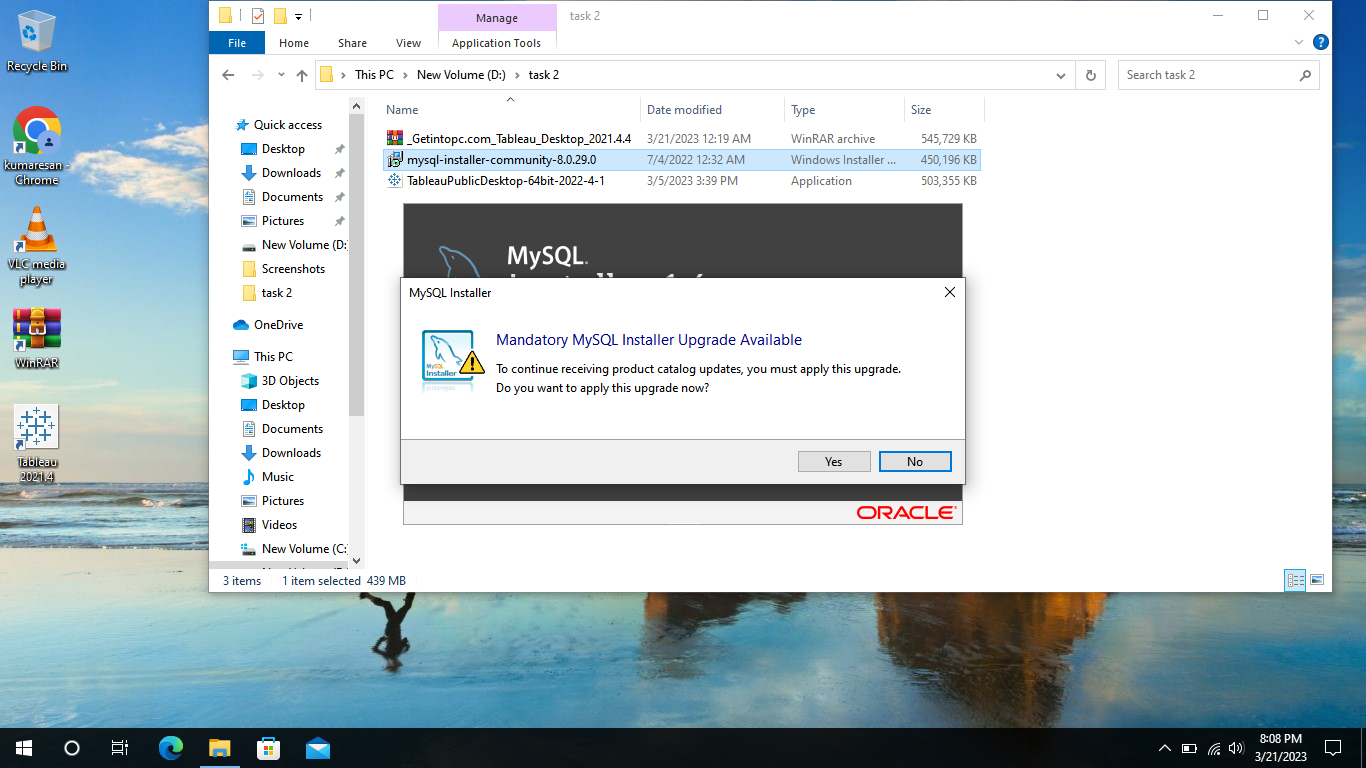 Recycle Bin
kumaresan - Chrome
VLC media player
WinRAR
Tableau 2021.4
Manage
task 2
File
Home
Share
View
Application Tools
This PC
New Volume (D:)
task 2
Search task 2
Name
Date modified
Type
Size
_Getintopc.com_Tableau_Desktop_2021.4.4 3/21/2023 12:19 AM WinRAR archive 545,729 KB
mysql-installer-community-8.0.29.0 7/4/2022 12:32 AM Windows Installer ... 450,196 KB
TableauPublicDesktop-64bit-2022-4-1 3/5/2023 3:39 PM Application 503,355 KB
Quick access
Desktop
Downloads
Documents
Pictures
New Volume (D:
Screenshots
task 2
OneDrive
This PC
3D Objects
Desktop
Documents
Downloads
Music
Pictures
Videos
New Volume (C:
MySQL.
MySQL Installer
MySQL
Installer
Mandatory MySQL Installer Upgrade Available
To continue receiving product catalog updates, you must apply this upgrade.
Do you want to apply this upgrade now?
Yes
No
ORACLE
3 items
1 item selected 439 MB
8:08 PM
3/21/2023